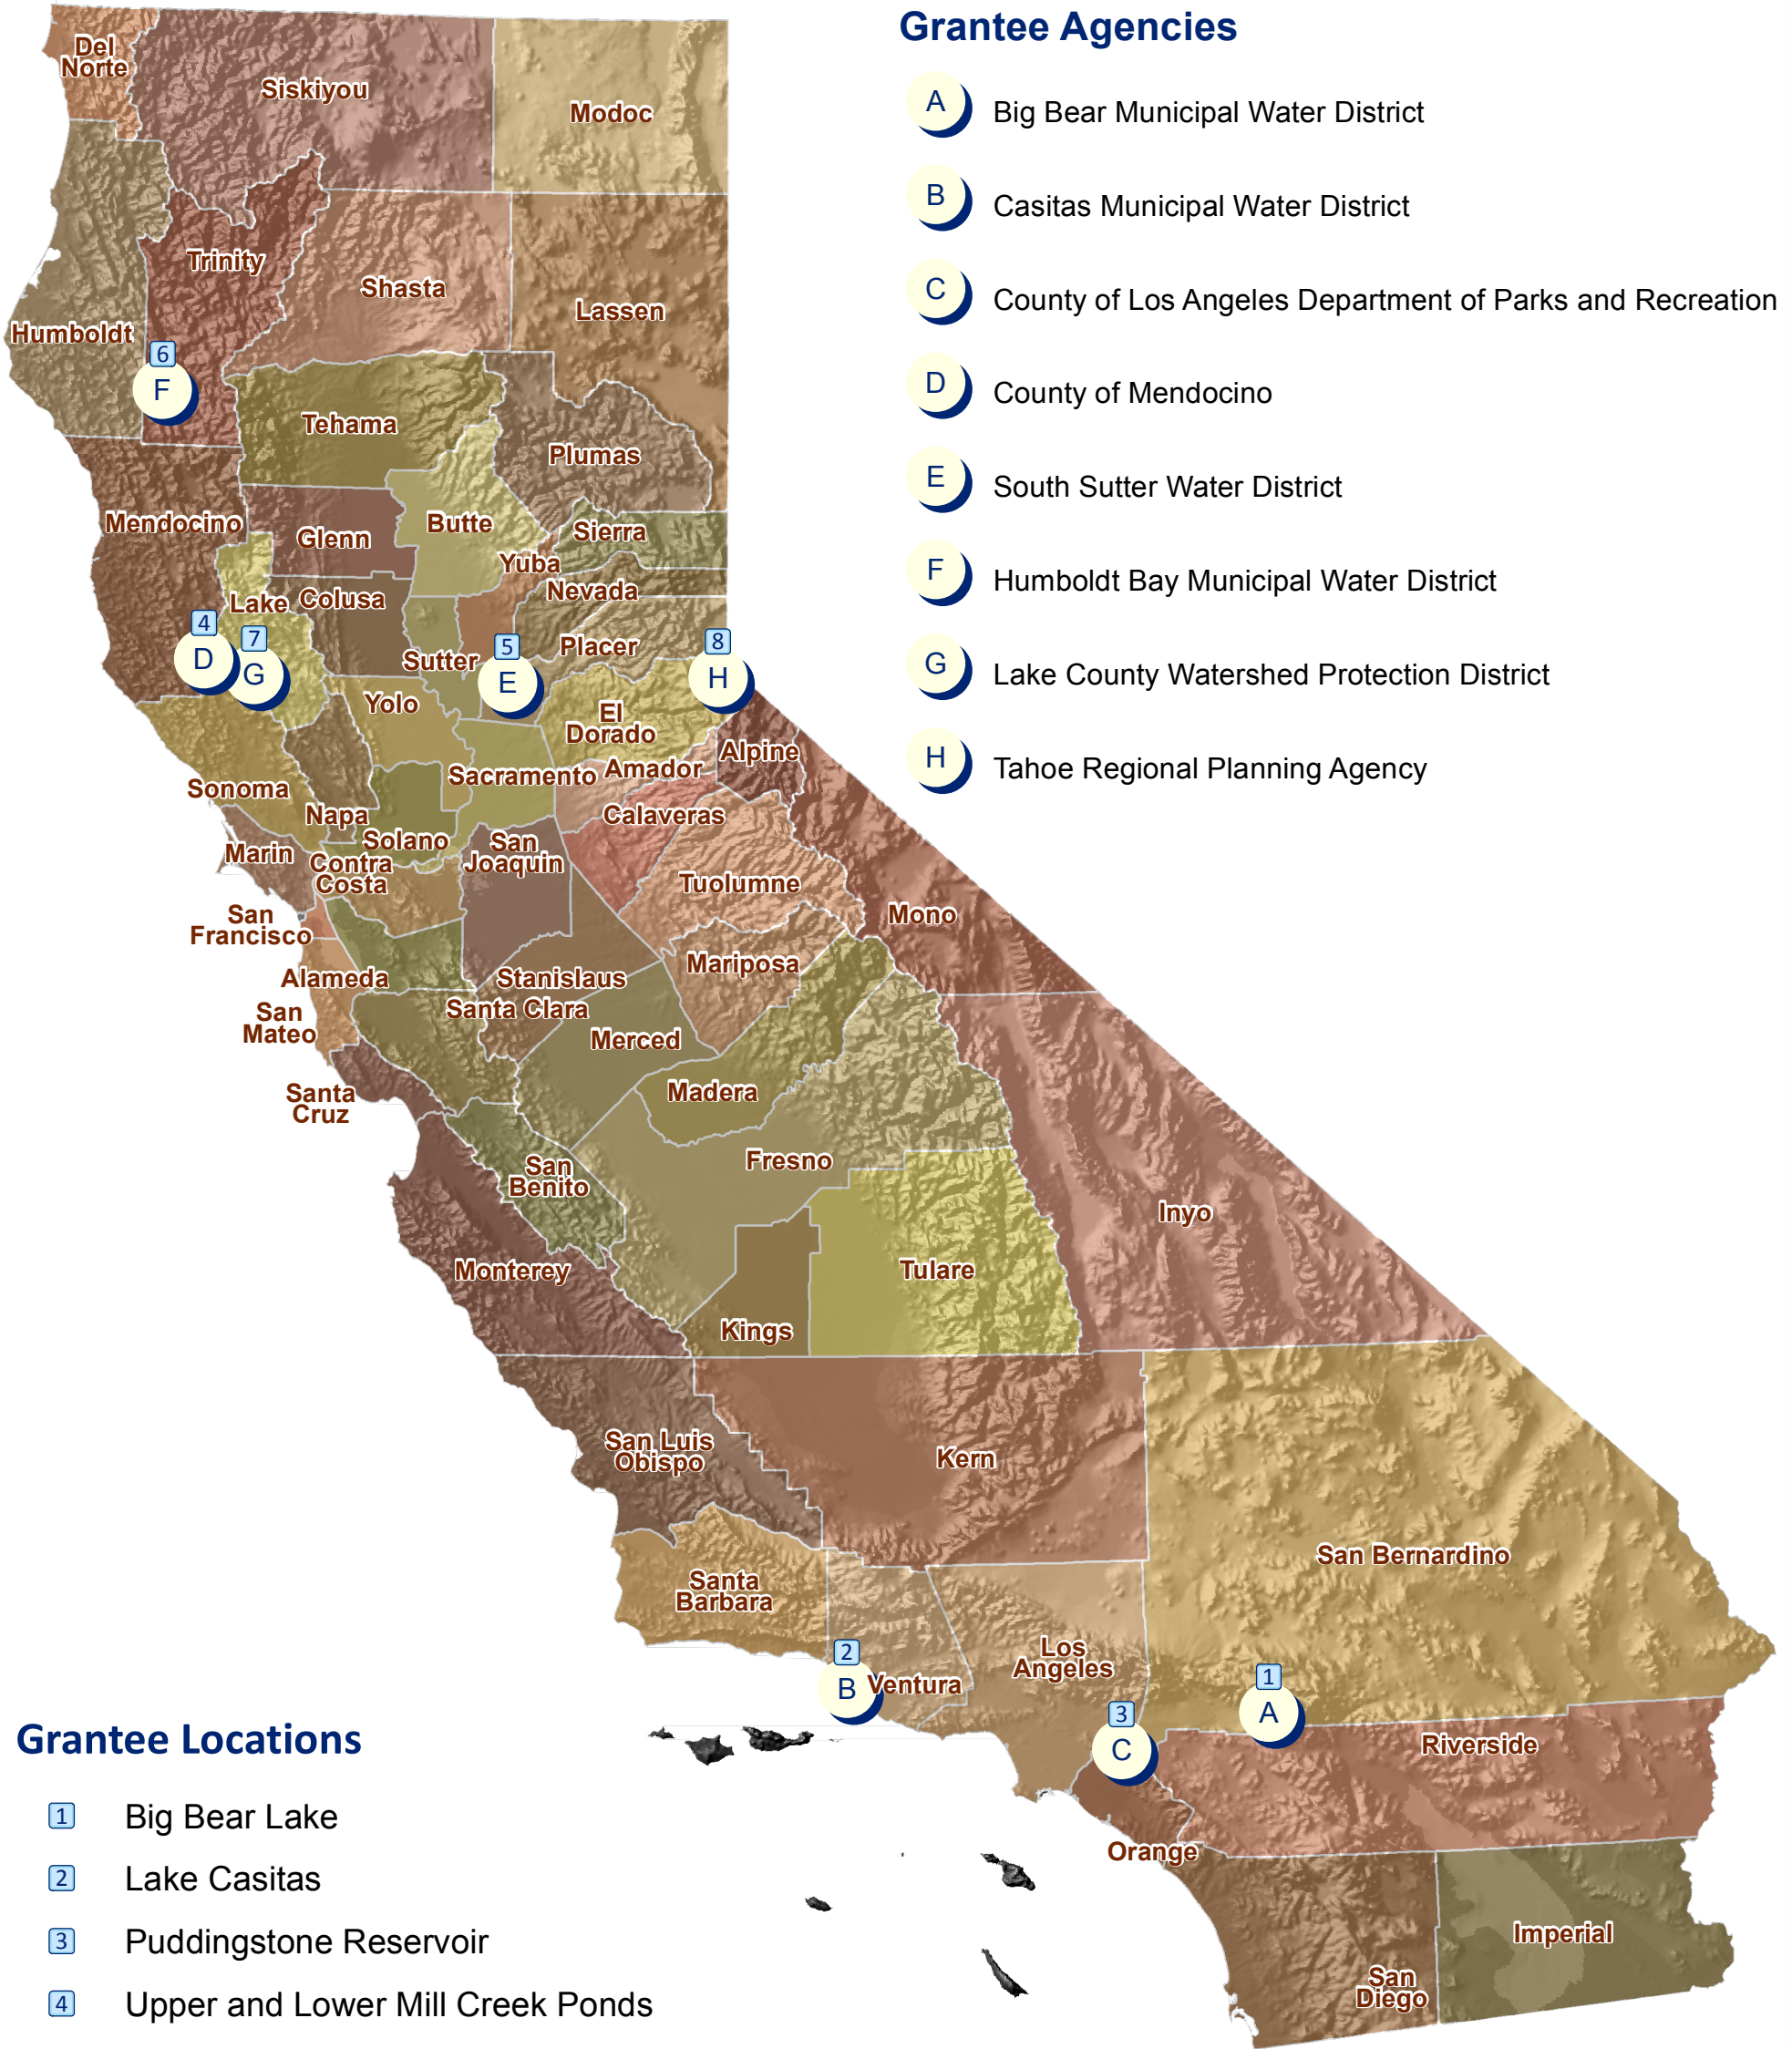 Grantee Agencies
A Big Bear Municipal Water District
B Casitas Municipal Water District
C County of Los Angeles Department of Parks and Recreation
D County of Mendocino
E South Sutter Water District
F Humboldt Bay Municipal Water District
G Lake County Watershed Protection District
H Tahoe Regional Planning Agency
Del
Norte
Siskiyou
Modoc
Trinity
Shasta
Lassen
Humboldt
6
F
Tehama
Plumas
Mendocino
Glenn
Butte
Sierra
Yuba
Nevada
Lake
Colusa
4
D
7
G
Sutter
5
E
Placer
8
H
Yolo
El
Dorado
Alpine
Sacramento
Amador
Sonoma
Napa
Calaveras
Solano
Marin
Contra
Costa
San
Joaquin
Tuolumne
San
Francisco
Mono
Alameda
Stanislaus
Mariposa
San
Mateo
Santa Clara
Merced
Santa
Cruz
Madera
San
Benito
Fresno
Inyo
Monterey
Tulare
Kings
San Luis
Obispo
Kern
San Bernardino
Santa
Barbara
2
B
Ventura
Los
Angeles
1
A
3
C
Riverside
Orange
Imperial
San
Diego
Grantee Locations
1 Big Bear Lake
2 Lake Casitas
3 Puddingstone Reservoir
4 Upper and Lower Mill Creek Ponds